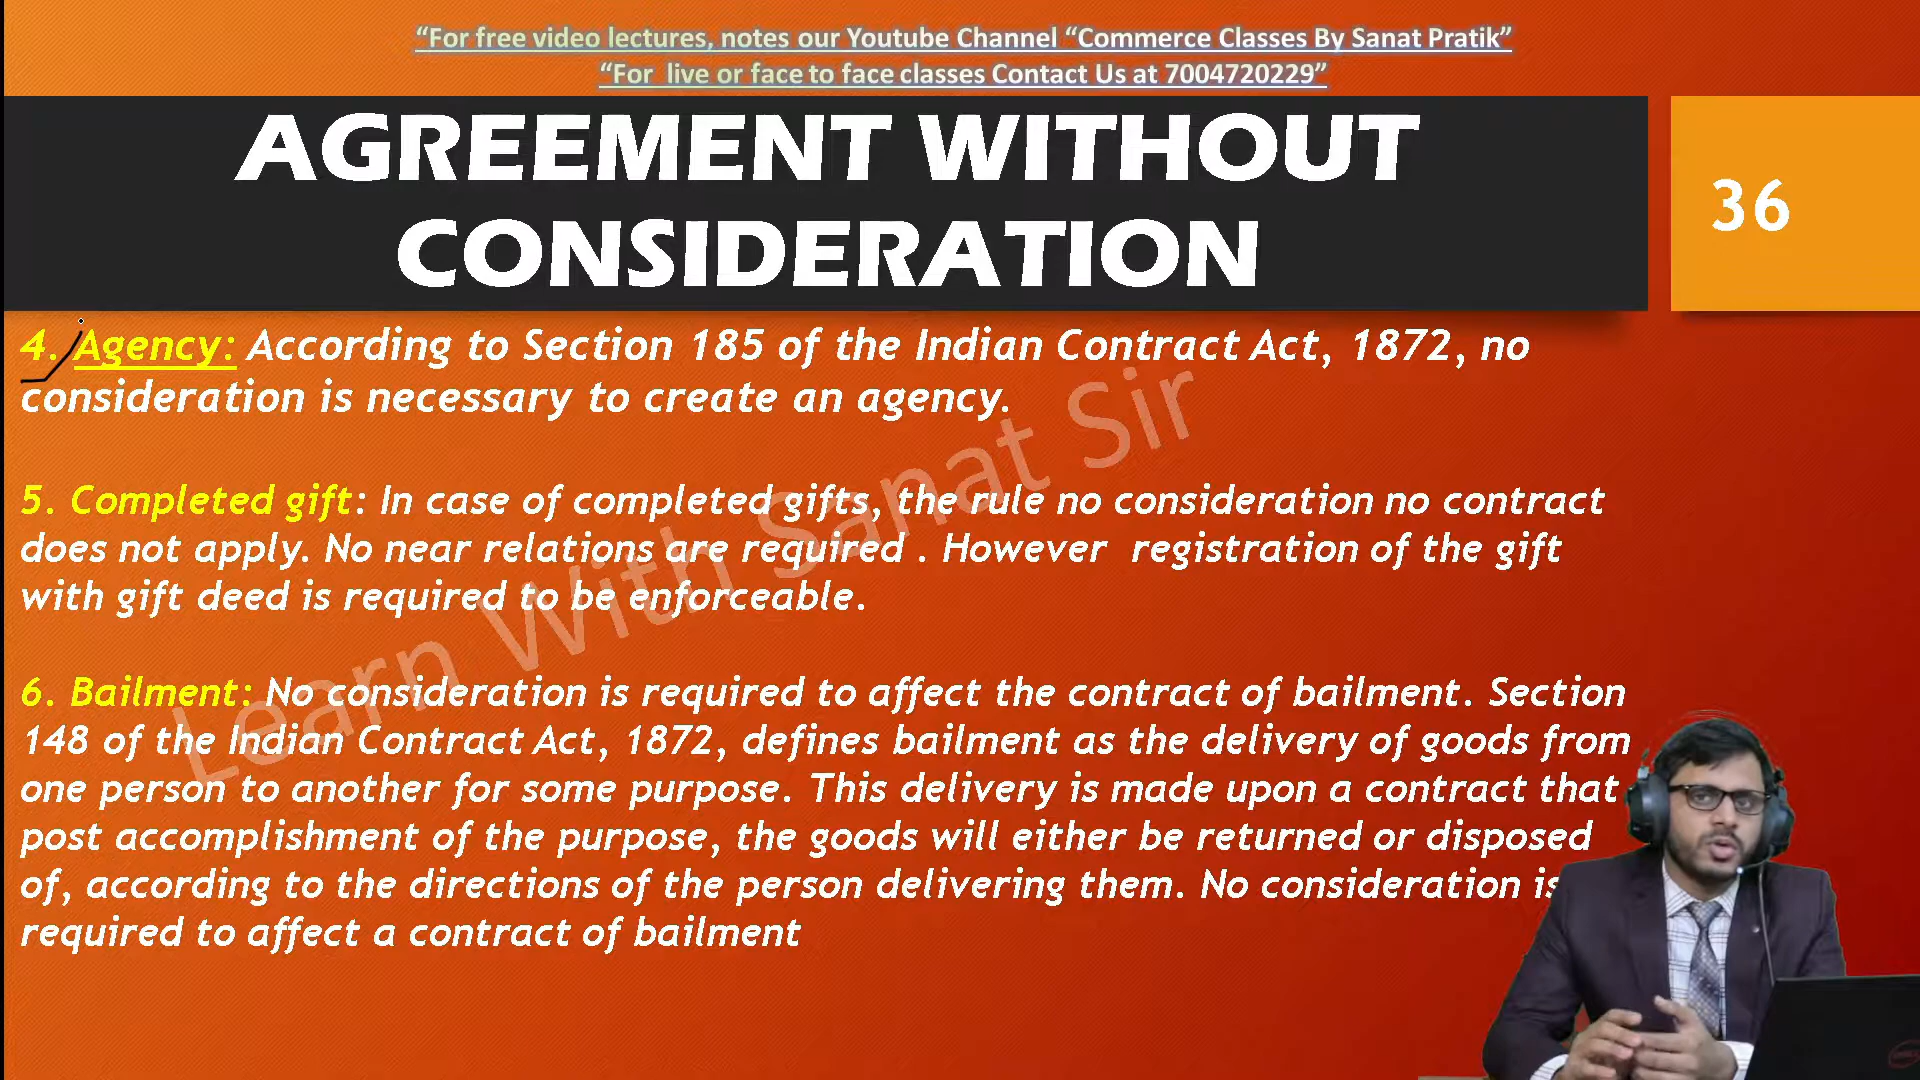 “For free video lectures, notes our Youtube Channel “Commerce Classes By Sanat Pratik”
“For live or face to face classes Contact Us at 7004720229”
AGREEMENT WITHOUT
CONSIDERATION
36
4. Agency: According to Section 185 of the Indian Contract Act, 1872, no
consideration is necessary to create an agency.
5. Completed gift: In case of completed gifts, the rule no consideration no contract
does not apply. No near relations are required . However registration of the gift
with gift deed is required to be enforceable.
6. Bailment: No consideration is required to affect the contract of bailment. Section
148 of the Indian Contract Act, 1872, defines bailment as the delivery of goods from
one person to another for some purpose. This delivery is made upon a contract that
post accomplishment of the purpose, the goods will either be returned or disposed
of, according to the directions of the person delivering them. No consideration is
required to affect a contract of bailment
Learn With Sanat Sir